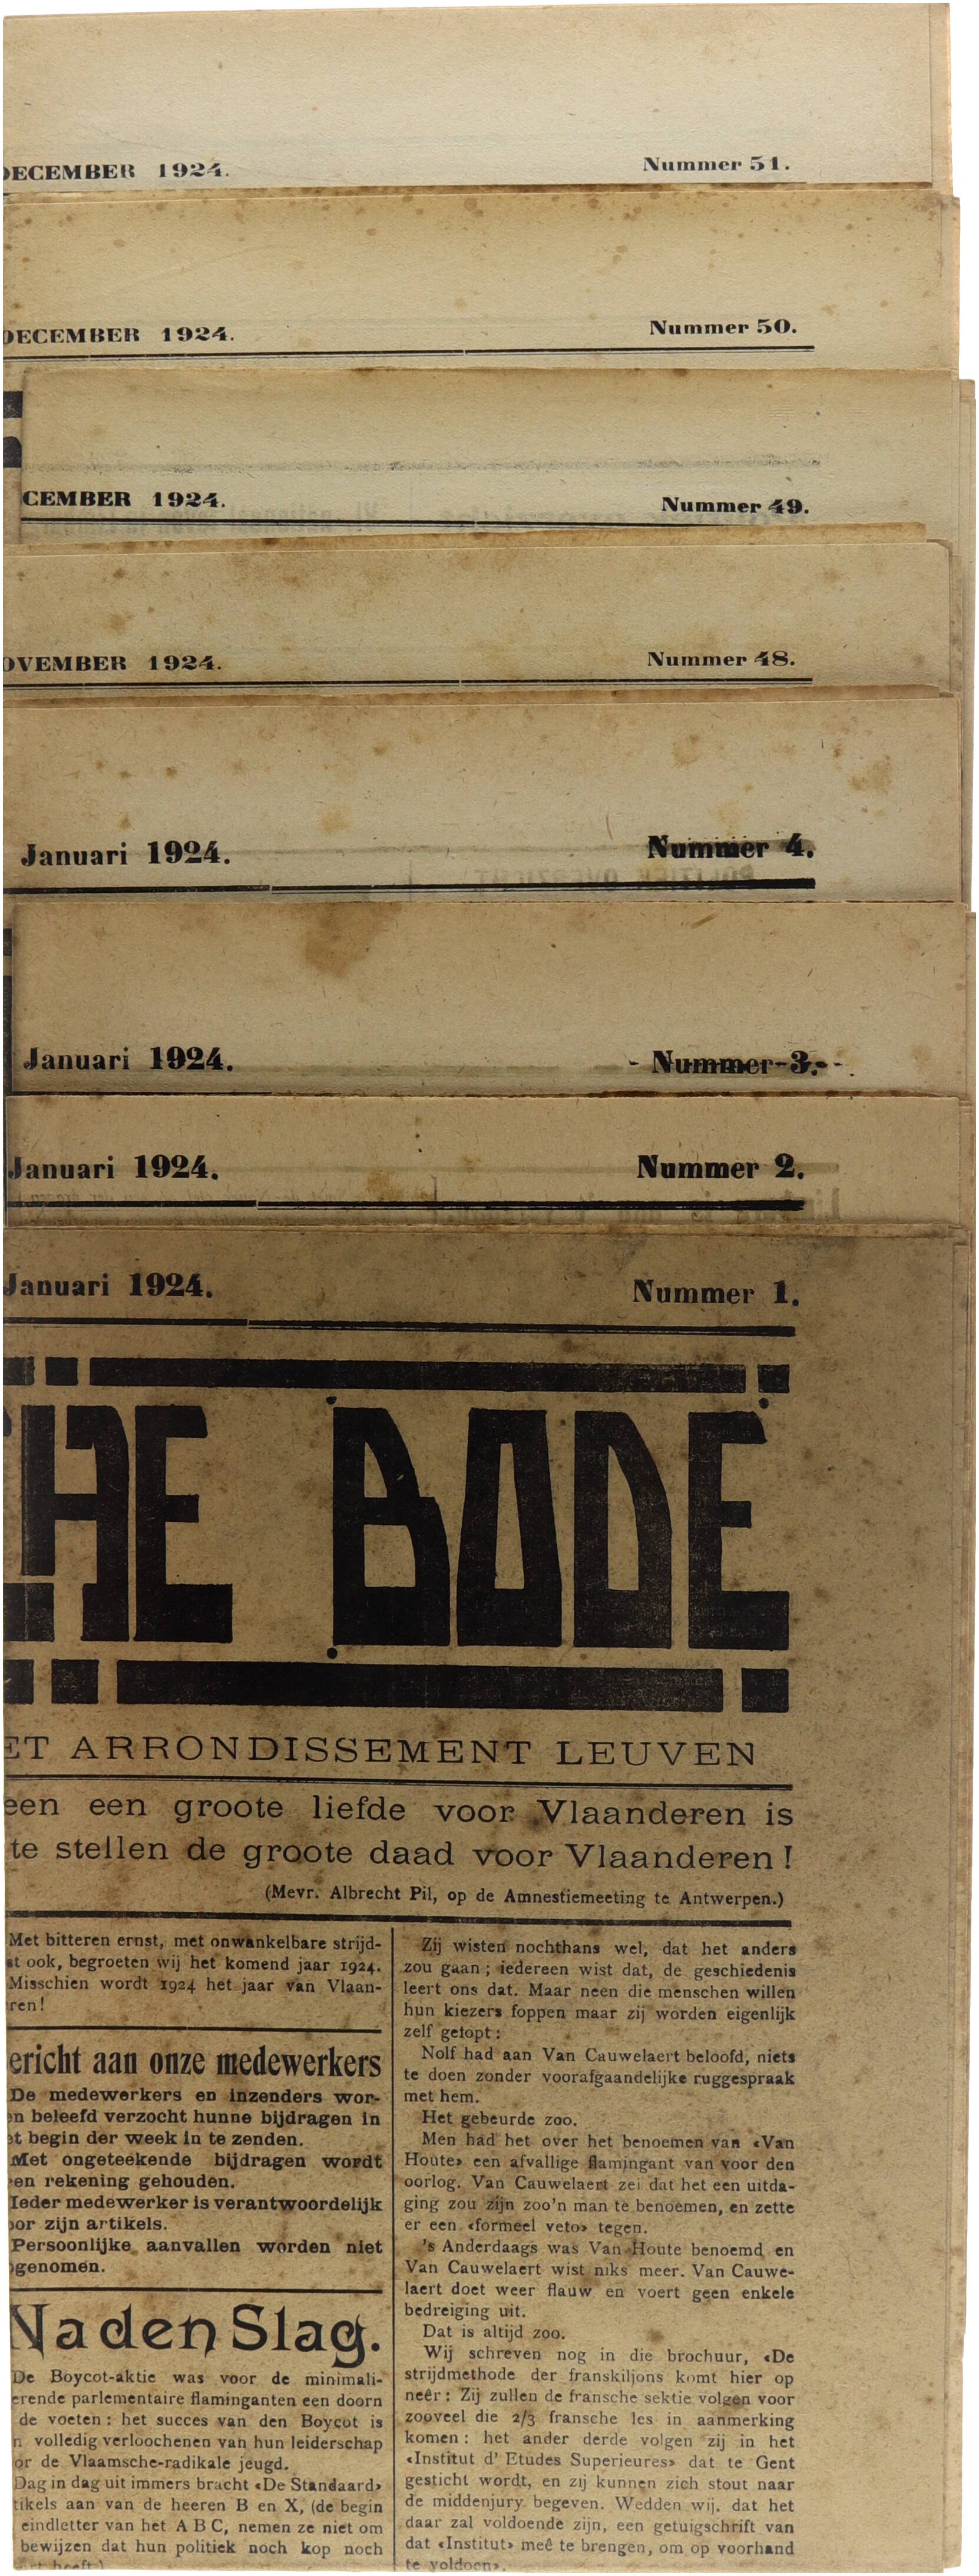 DECEMBER 1924.
Nummer 51.
DECEMBER 1924.
Nummer 50.
CEMBER 1924.
Nummer 49.
OVEMBER 1924.
Nummer 48.
Januari 1924.
Nummer 4.
Januari 1924.
- Nummer-3.- -
Januari 1924.
Nummer 2.
Januari 1924.
Nummer 1.
HE BODE
ET ARRONDISSEMENT LEUVEN
een een groote liefde voor Vlaanderen is
te stellen de groote daad voor Vlaanderen !
(Mevr. Albrecht Pil, op de Amnestiemeeting te Antwerpen.)
Met bitteren ernst, met onwankelbare strijd-
st ook, begroeten wij het komend jaar 1924.
Misschien wordt 1924 het jaar van Vlaan-
ren !
ericht aan onze medewerkers
De medewerkers en inzenders wor-
en beleefd verzocht hunne bijdragen in
et begin der week in te zenden.
Met ongeteekende bijdragen wordt
en rekening gehouden.
Ieder medewerker is verantwoordelijk
oor zijn artikels.
Persoonlijke aanvallen worden niet
genomen.
Na den Slag.
De Boycot-aktie was voor de minimali-
erende parlementaire flaminganten een doorn
de voeten : het succes van den Boycot is
n volledig verloochenen van hun leiderschap
or de Vlaamsche-radikale jeugd.
Dag in dag uit immers bracht «De Standaard»
tikels aan van de heeren B en X, (de begin
eindletter van het A B C, nemen ze niet om
bewijzen dat hun politiek noch kop noch
heeft)
Zij wisten nochthans wel, dat het anders
zou gaan ; iedereen wist dat, de geschiedenis
leert ons dat. Maar neen die menschen willen
hun kiezers foppen maar zij worden eigenlijk
zelf getopt :
Nolf had aan Van Cauwelaert beloofd, niets
te doen zonder voorafgaandelijke ruggespraak
met hem.
Het gebeurde zoo.
Men had het over het benoemen van «Van
Houte» een afvallige flamingant van voor den
oorlog. Van Cauwelaert zei dat het een uitda-
ging zou zijn zoo'n man te benoemen, en zette
er een «formeel veto» tegen.
's Anderdaags was Van Houte benoemd en
Van Cauwelaert wist niks meer. Van Cauwe-
laert doet weer flauw en voert geen enkele
bedreiging uit.
Dat is altijd zoo.
Wij schreven nog in die brochuur, «De
strijdmethode der franskiljons komt hier op
neêr : Zij zullen de fransche sektie volgen voor
zooveel die 2/3 fransche les in aanmerking
komen : het ander derde volgen zij in het
«Institut d' Etudes Superieures» dat te Gent
gesticht wordt, en zij kunnen zich stout naar
de middenjury begeven. Wedden wij. dat het
daar zal voldoende zijn, een getuigschrift van
dat «Institut» meê te brengen, om op voorhand
te voldoen».